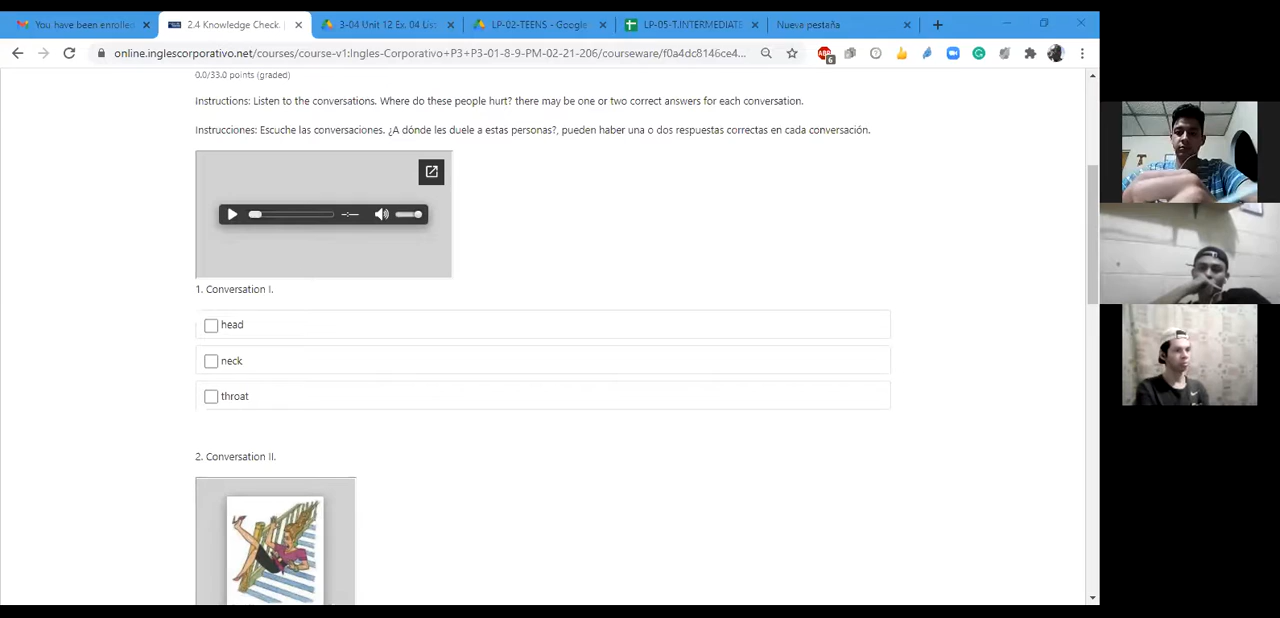 You have been enrolled
2.4 Knowledge Check.
3-04 Unit 12 Ex. 04 Lis
LP-02-TEENS - Google
LP-05-T.INTERMEDIATE
Nueva pestaña
online.inglescorporativo.net/courses/course-v1:Ingles-Corporativo+P3+P3-01-8-9-PM-02-21-206/courseware/f0a4dc8146ce4...
ABP
6
0.0/33.0 points (graded)
Instructions: Listen to the conversations. Where do these people hurt? there may be one or two correct answers for each conversation.
Instrucciones: Escuche las conversaciones. ¿A dónde les duele a estas personas?, pueden haber una o dos respuestas correctas en cada conversación.
-:--
1. Conversation I.
head
neck
throat
2. Conversation II.